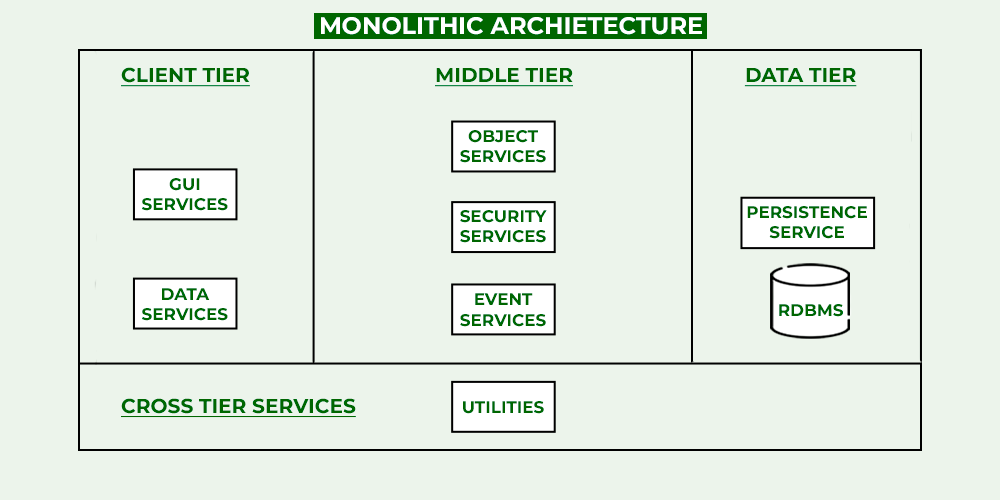 MONOLITHIC ARCHIETECTURE
CLIENT TIER
GUI
SERVICES
DATA
SERVICES
MIDDLE TIER
OBJECT
SERVICES
SECURITY
SERVICES
EVENT
SERVICES
DATA TIER
PERSISTENCE
SERVICE
RDBMS
CROSS TIER SERVICES
UTILITIES